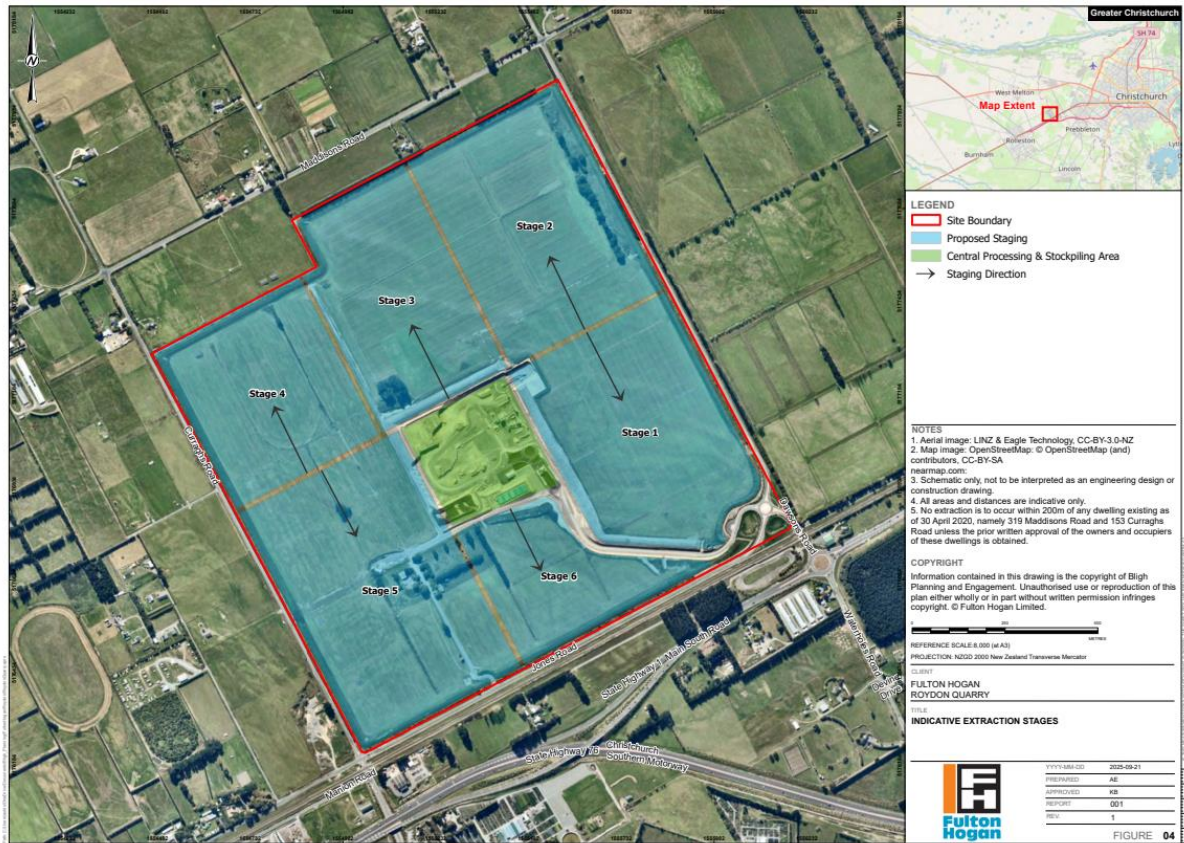 Greater Christchurch
SH 74
West Melton
Christchurch
Map Extent
Prebbleton
Rolleston
Burnham
Lincoln
N
Maddisons Road
Stage 2
Stage 3
Stage 4
Stage 1
Curraghs Road
Dawsons Road
Stage 6
Stage 5
Jones Road
State Highway 1 Main South Road
Waterholes Road
Devine Drive
State Highway 76 Christchurch
Southern Motorway
Manion Road
LEGEND
Site Boundary
Proposed Staging
Central Processing & Stockpiling Area
Staging Direction
NOTES
1. Aerial image: LINZ & Eagle Technology, CC-BY-3.0-NZ
2. Map image: OpenStreetMap: © OpenStreetMap (and)
contributors, CC-BY-SA
nearmap.com:
3. Schematic only, not to be interpreted as an engineering design or
construction drawing.
4. All areas and distances are indicative only.
5. No extraction is to occur within 200m of any dwelling existing as
of 30 April 2020, namely 319 Maddisons Road and 153 Curraghs
Road unless the prior written approval of the owners and occupiers
of these dwellings is obtained.
COPYRIGHT
Information contained in this drawing is the copyright of Bligh
Planning and Engagement. Unauthorised use or reproduction of this
plan either wholly or in part without written permission infringes
copyright. © Fulton Hogan Limited.
REFERENCE SCALE:8,000 (at A3)
PROJECTION: NZGD 2000 New Zealand Transverse Mercator
CLIENT
FULTON HOGAN
ROYDON QUARRY
TITLE
INDICATIVE EXTRACTION STAGES
Fulton
Hogan
YYYY-MM-DD 2025-09-21
PREPARED AE
APPROVED KB
REPORT 001
REV. 1
FIGURE 04